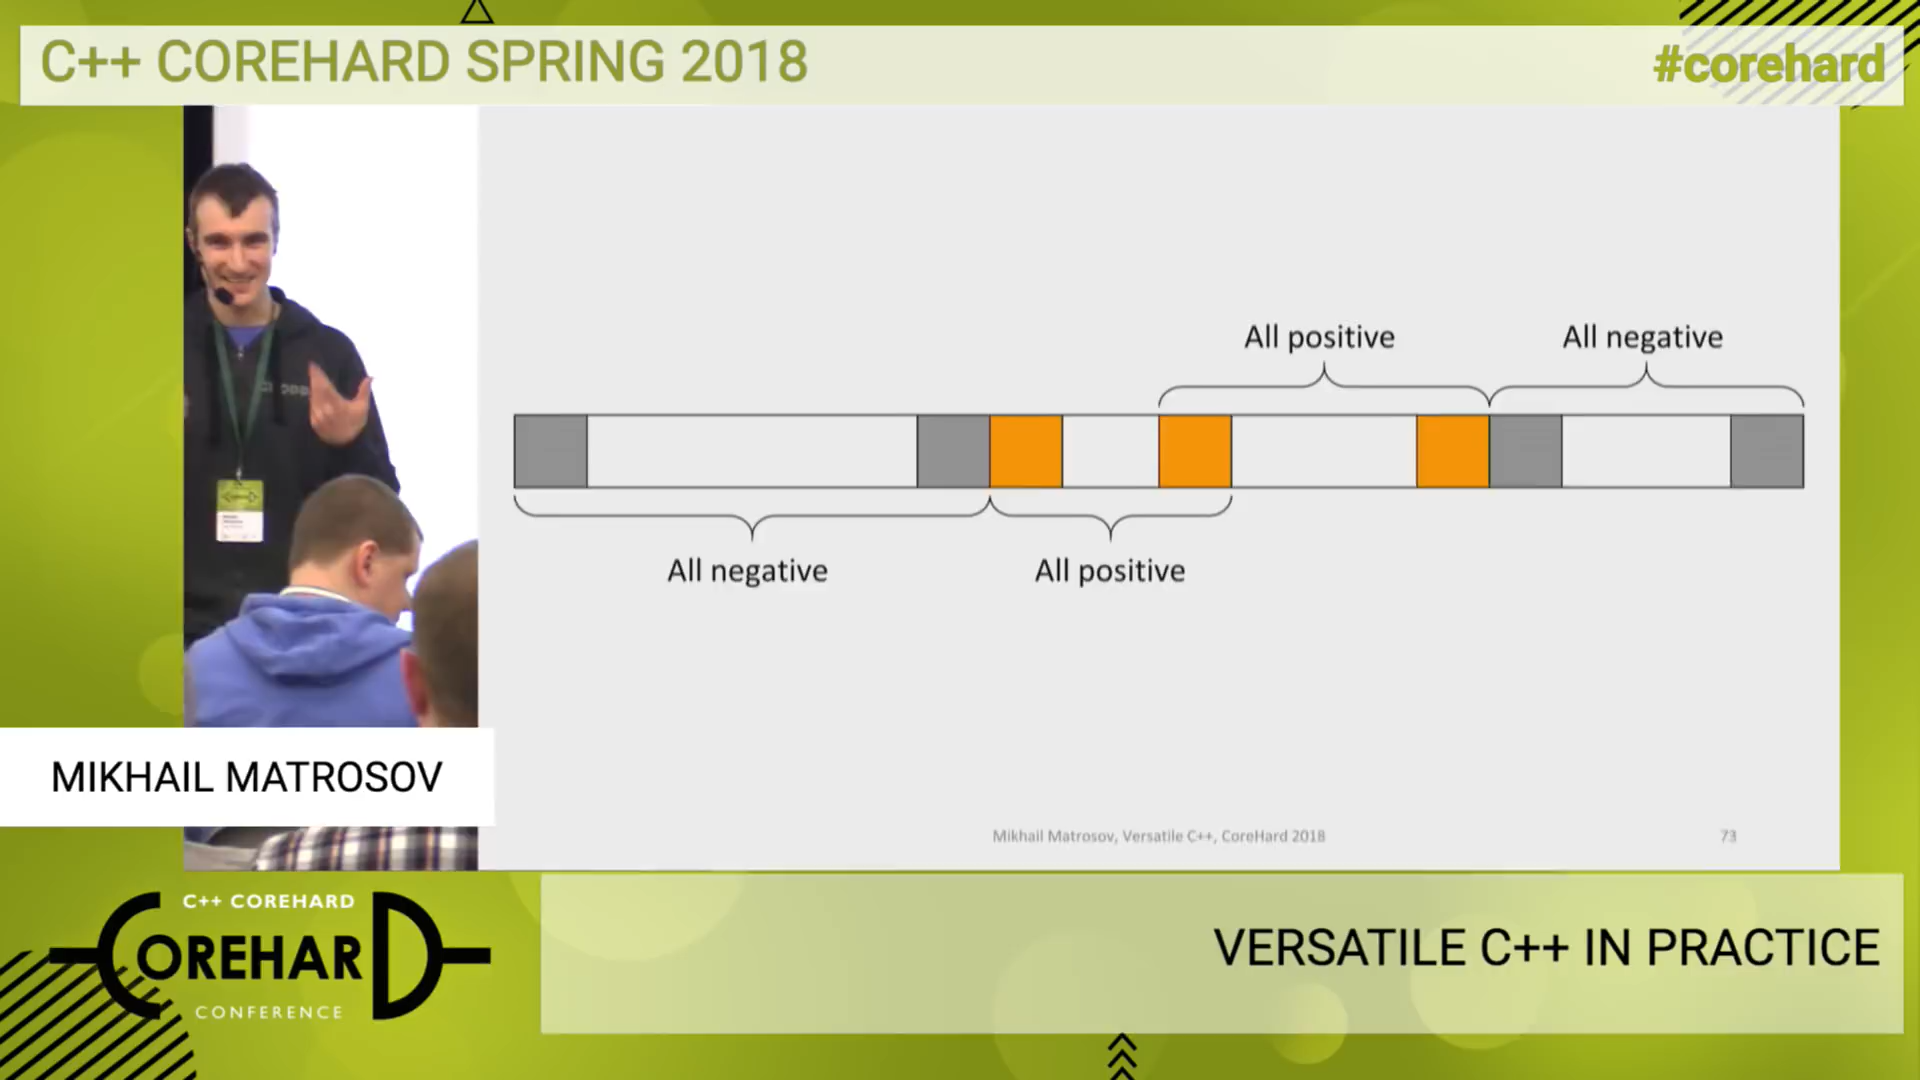 C++ COREHARD SPRING 2018
#corehard
All positive
All negative
All negative
All positive
MIKHAIL MATROSOV
Mikhail Matrosov, Versatile C++, CoreHard 2018
73
C++ COREHARD
COREHARD
CONFERENCE
VERSATILE C++ IN PRACTICE